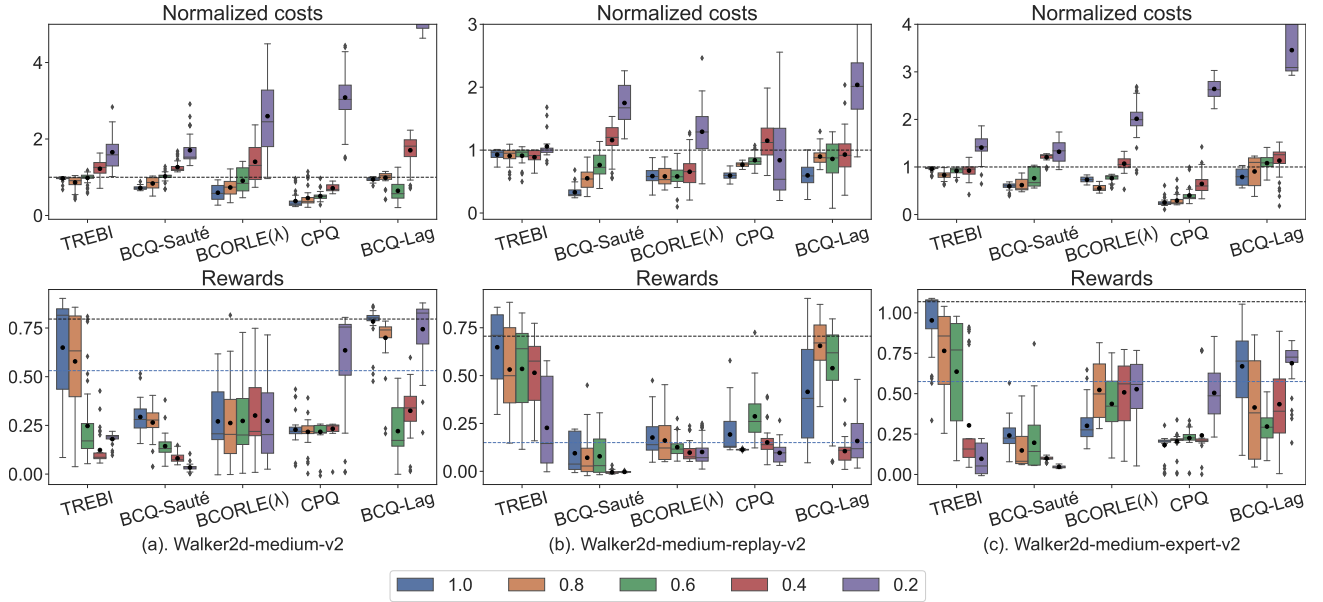 Normalized costs
4
2
0
TREBI
BCQ-Sauté
BCORLE(λ)
CPQ
BCQ-Lag
Normalized costs
3
2
1
0
TREBI
BCQ-Sauté
BCORLE(λ)
CPQ
BCQ-Lag
Normalized costs
4
3
2
1
0
TREBI
BCQ-Sauté
BCORLE(λ)
CPQ
BCQ-Lag
Rewards
0.75
0.50
0.25
0.00
TREBI
BCQ-Sauté
BCORLE(λ)
CPQ
BCQ-Lag
(a). Walker2d-medium-v2
Rewards
0.75
0.50
0.25
0.00
TREBI
BCQ-Sauté
BCORLE(λ)
CPQ
BCQ-Lag
(b). Walker2d-medium-replay-v2
Rewards
1.00
0.75
0.50
0.25
0.00
TREBI
BCQ-Sauté
BCORLE(λ)
CPQ
BCQ-Lag
(c). Walker2d-medium-expert-v2
1.0 0.8 0.6 0.4 0.2